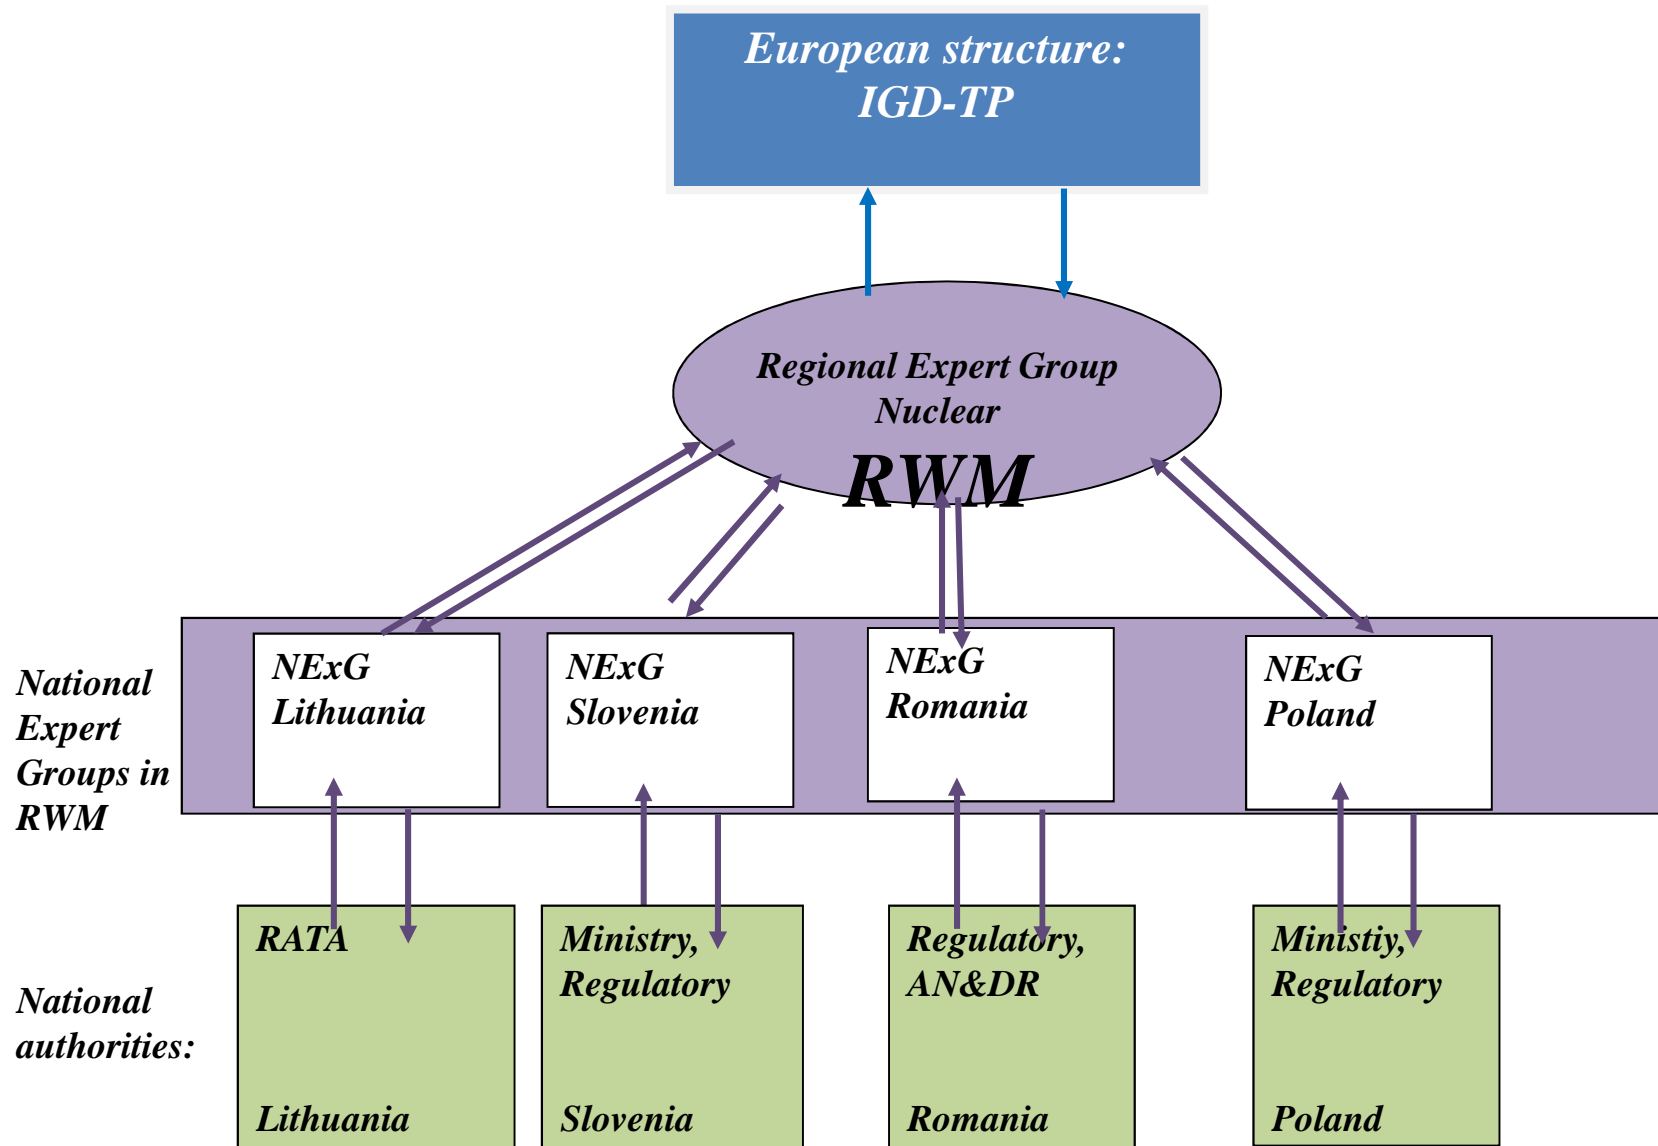 European structure:
IGD-TP
Regional Expert Group
Nuclear
RWM
National
Expert
Groups in
RWM
NExG
Lithuania
NExG
Slovenia
NExG
Romania
NExG
Poland
National
authorities:
RATA
Lithuania
Ministry,
Regulatory
Slovenia
Regulatory,
AN&DR
Romania
Ministiy,
Regulatory
Poland